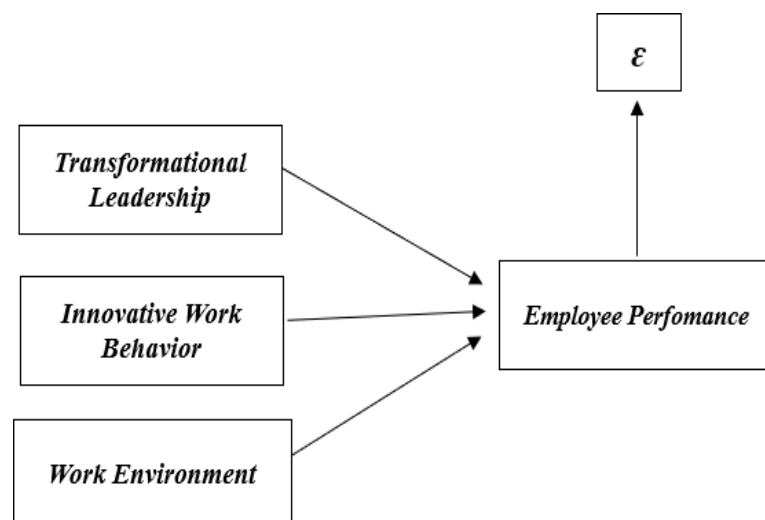 ε
Transformational
Leadership
Innovative Work
Behavior
Employee Perfomance
Work Environment